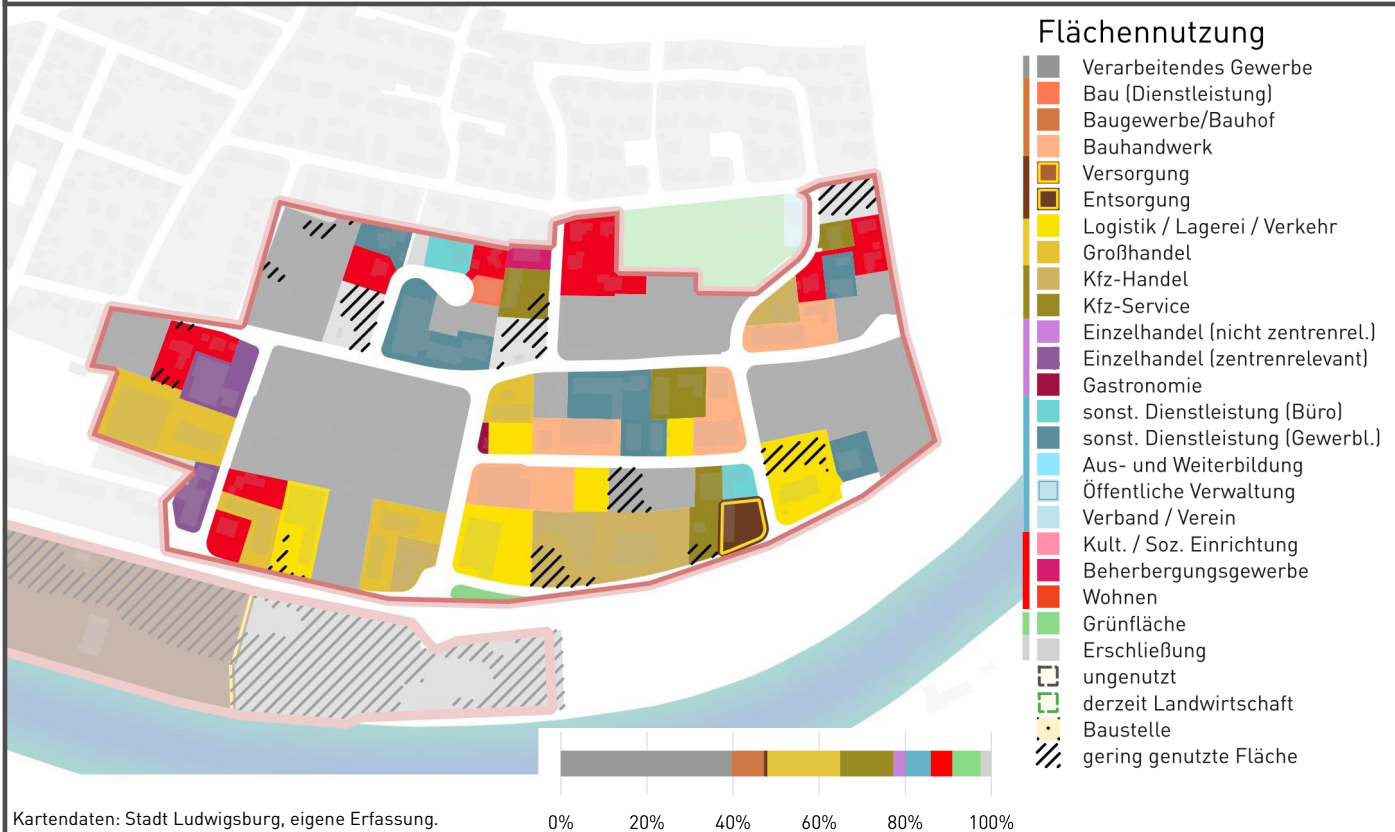 Flächennutzung
Verarbeitendes Gewerbe
Bau (Dienstleistung)
Baugewerbe/Bauhof
Bauhandwerk
Versorgung
Entsorgung
Logistik / Lagerei / Verkehr
Großhandel
Kfz-Handel
Kfz-Service
Einzelhandel (nicht zentrenrel.)
Einzelhandel (zentrenrelevant)
Gastronomie
sonst. Dienstleistung (Büro)
sonst. Dienstleistung (Gewerbl.)
Aus- und Weiterbildung
Öffentliche Verwaltung
Verband / Verein
Kult. / Soz. Einrichtung
Beherbergungsgewerbe
Wohnen
Grünfläche
Erschließung
ungenutzt
derzeit Landwirtschaft
Baustelle
gering genutzte Fläche
Kartendaten: Stadt Ludwigsburg, eigene Erfassung.
0% 20% 40% 60% 80% 100%